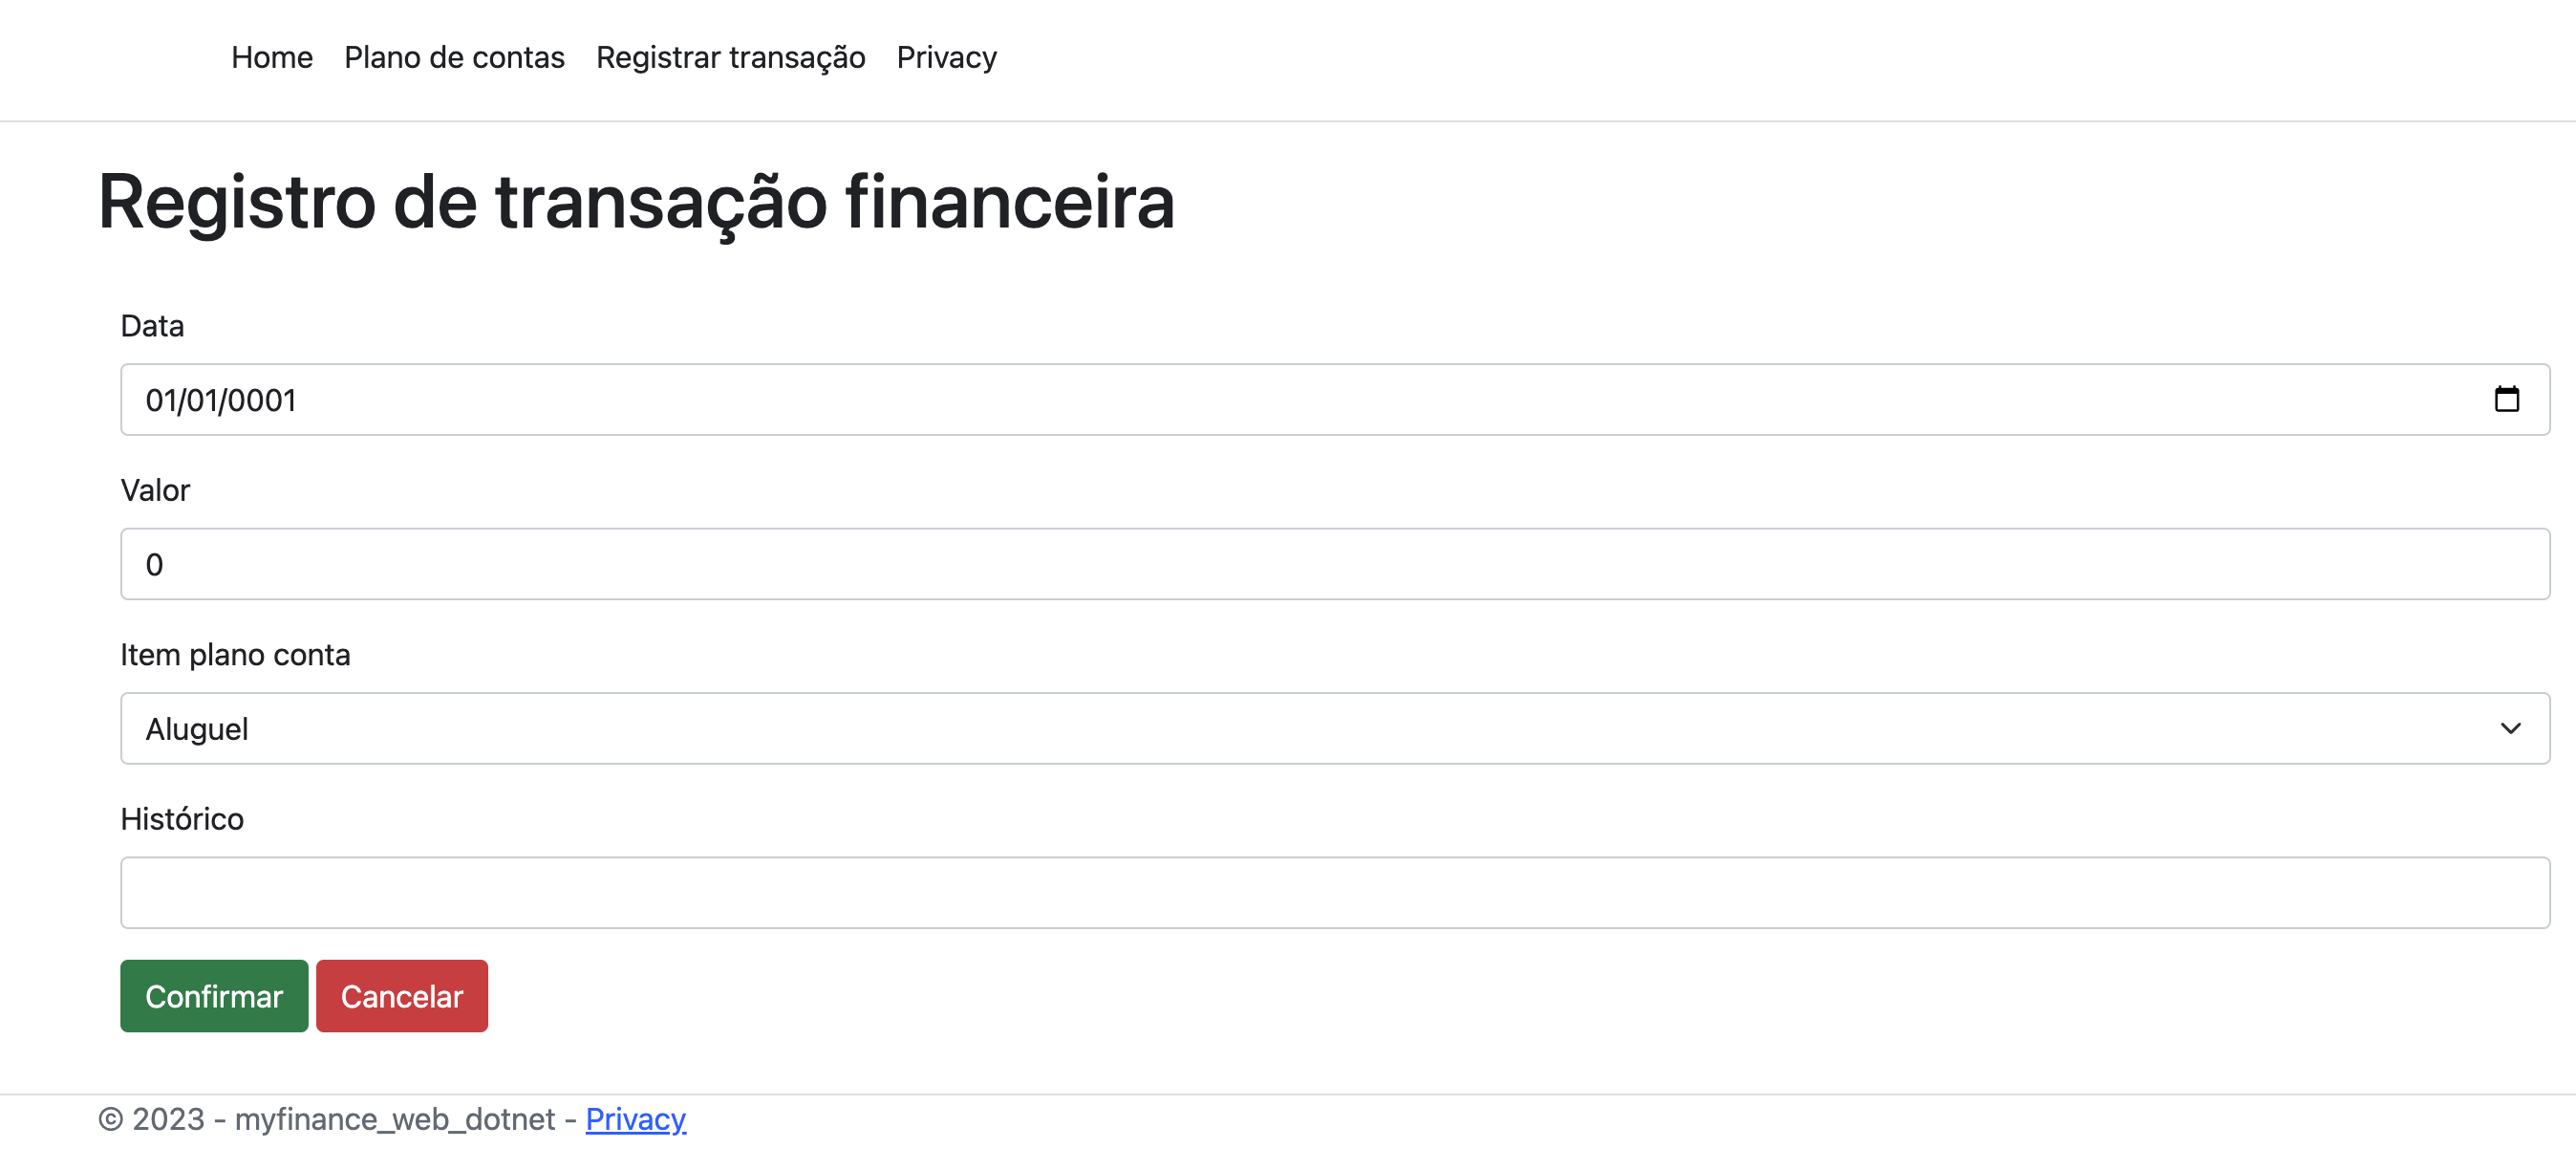 Home Plano de contas Registrar transação Privacy
Registro de transação financeira
Data
01/01/0001
Valor
0
Item plano conta
Aluguel
Histórico
Confirmar Cancelar
© 2023 - myfinance_web_dotnet - Privacy